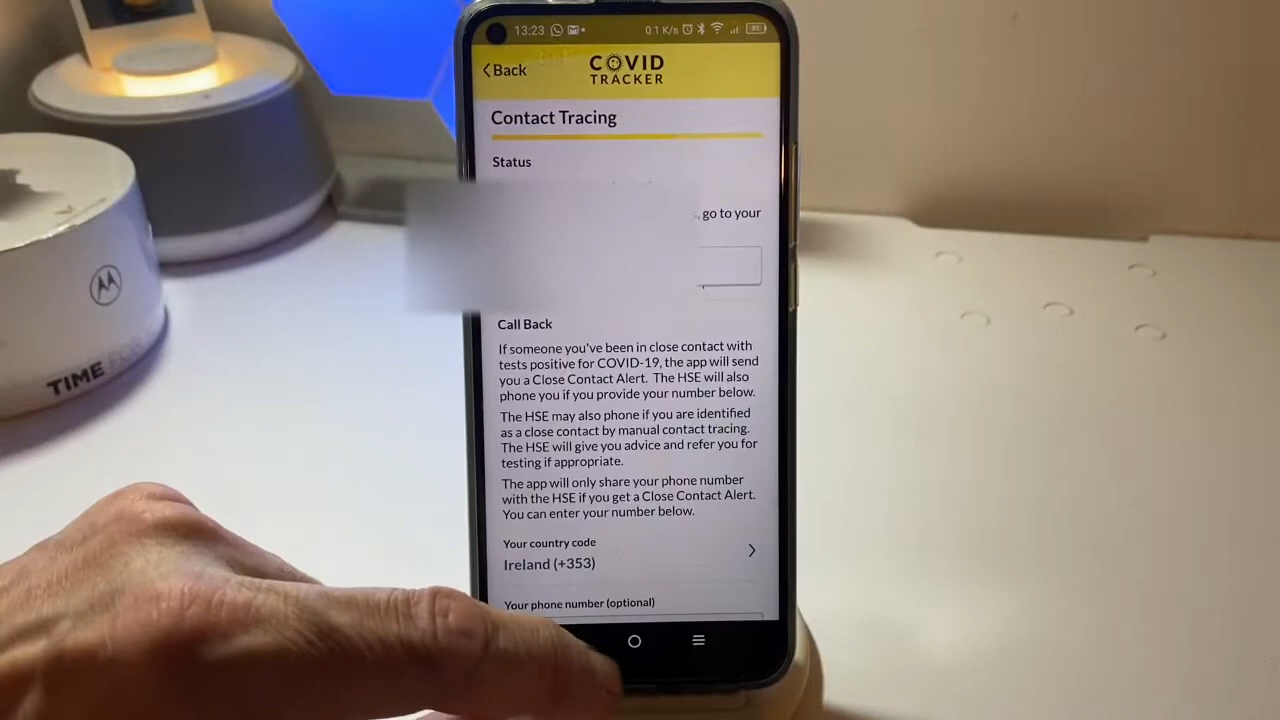 13:23
0.1 K/s
Back
COVID
TRACKER
Contact Tracing
Status
go to your
Call Back
If someone you've been in close contact with
tests positive for COVID-19, the app will send
you a Close Contact Alert. The HSE will also
phone you if you provide your number below.
The HSE may also phone if you are identified
as a close contact by manual contact tracing.
The HSE will give you advice and refer you for
testing if appropriate.
The app will only share your phone number
with the HSE if you get a Close Contact Alert.
You can enter your number below.
Your country code
Ireland (+353)
Your phone number (optional)
TIME